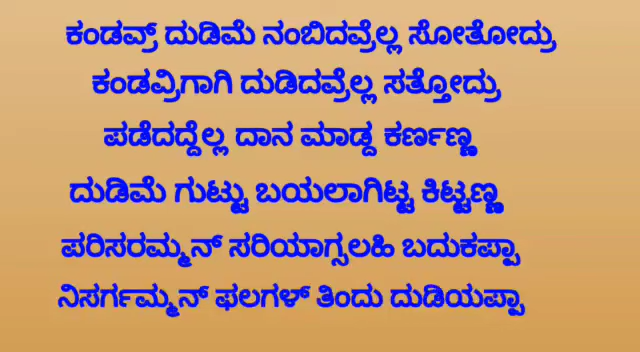 ಕಂಡವ್ರ್ ದುಡಿಮೆ ನಂಬಿದವ್ರೆಲ್ಲ ಸೋತೋದ್ರು
ಕಂಡವ್ರಿಗಾಗಿ ದುಡಿದವ್ರೆಲ್ಲ ಸತ್ತೋದ್ರು
ಪಡೆದದ್ದೆಲ್ಲ ದಾನ ಮಾಡ್ದ ಕರ್ಣಣ್ಣ
ದುಡಿಮೆ ಗುಟ್ಟು ಬಯಲಾಗಿಟ್ಟ ಕಿಟ್ಟಣ್ಣ
ಪರಿಸರಮ್ಮನ್ ಸರಿಯಾಗ್ಸಲಹಿ ಬದುಕಪ್ಪಾ
ನಿಸರ್ಗಮ್ಮನ್ ಫಲಗಳ್ ತಿಂದು ದುಡಿಯಪ್ಪಾ